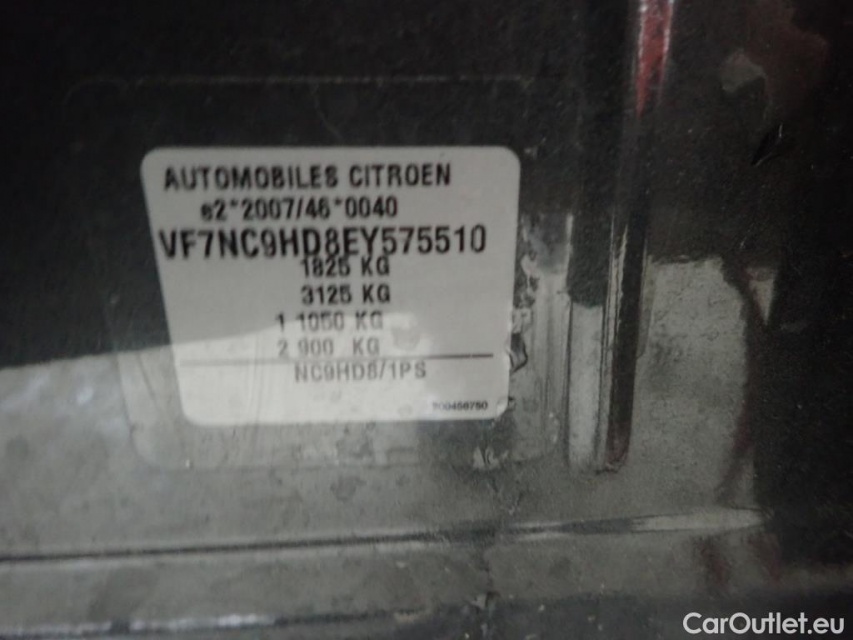 AUTOMOBILES CITROEN
e2*2007/46*0040
VF7NC9HD8EY575510
1825 KG
3125 KG
1 1050 KG
2 900 KG
NC9HD8/1PS
CarOutlet.eu